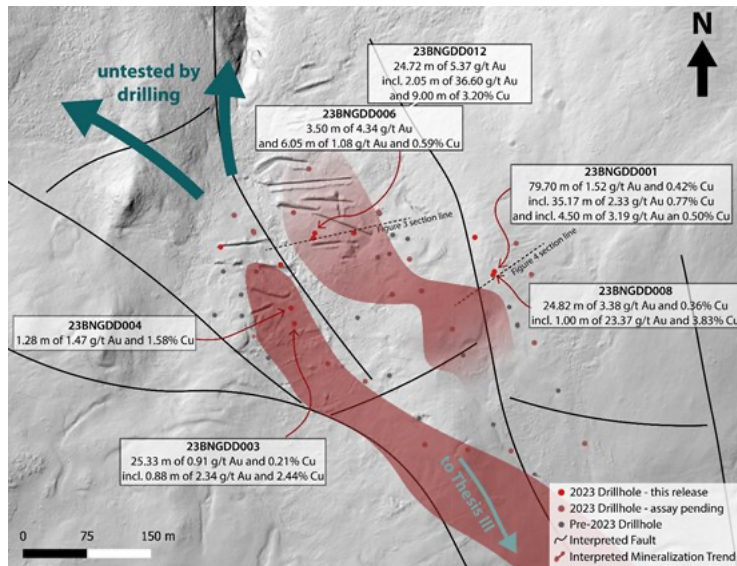 N
untested by
drilling
23BNGDD012
24.72 m of 5.37 g/t Au
incl. 2.05 m of 36.60 g/t Au
and 9.00 m of 3.20% Cu
23BNGDD006
3.50 m of 4.34 g/t Au
and 6.05 m of 1.08 g/t Au and 0.59% Cu
23BNGDD001
79.70 m of 1.52 g/t Au and 0.42% Cu
incl. 35.17 m of 2.33 g/t Au 0.77% Cu
and incl. 4.50 m of 3.19 g/t Au an 0.50% Cu
Figure 3 section line
Figure 4 section line
23BNGDD008
24.82 m of 3.38 g/t Au and 0.36% Cu
incl. 1.00 m of 23.37 g/t Au and 3.83% Cu
23BNGDD004
1.28 m of 1.47 g/t Au and 1.58% Cu
23BNGDD003
25.33 m of 0.91 g/t Au and 0.21% Cu
incl. 0.88 m of 2.34 g/t Au and 2.44% Cu
to Thesis III
2023 Drillhole - this release
2023 Drillhole - assay pending
Pre-2023 Drillhole
Interpreted Fault
Interpreted Mineralization Trend
0 75 150 m